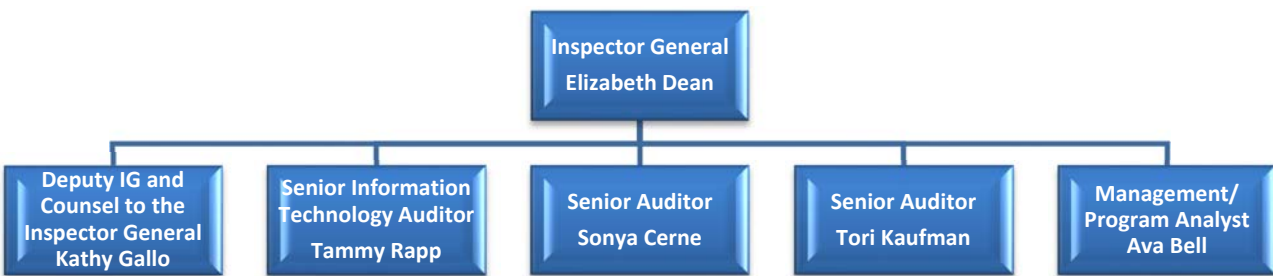 Inspector General
Elizabeth Dean
Deputy IG and
Counsel to the
Inspector General
Kathy Gallo
Senior Information
Technology Auditor
Tammy Rapp
Senior Auditor
Sonya Cerne
Senior Auditor
Tori Kaufman
Management/
Program Analyst
Ava Bell